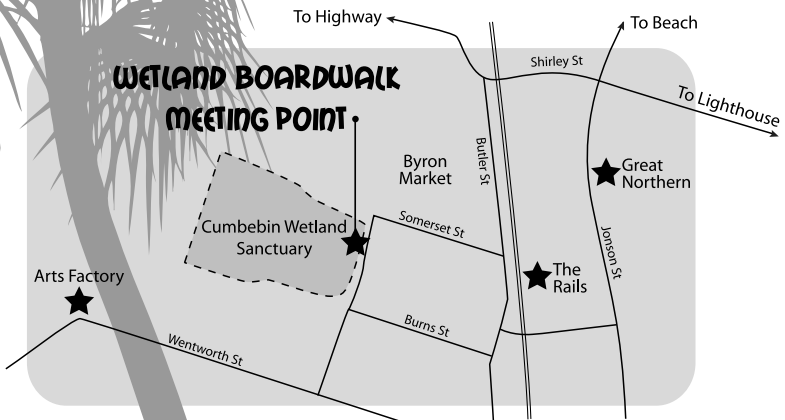 To Highway
To Beach
Shirley St
WETLAND BOARDWALK
MEETING POINT
To Lighthouse
Butler St
Byron
Market
Great
Northern
Cumbebin Wetland
Sanctuary
Somerset St
Jonson St
Arts Factory
The
Rails
Burns St
Wentworth St